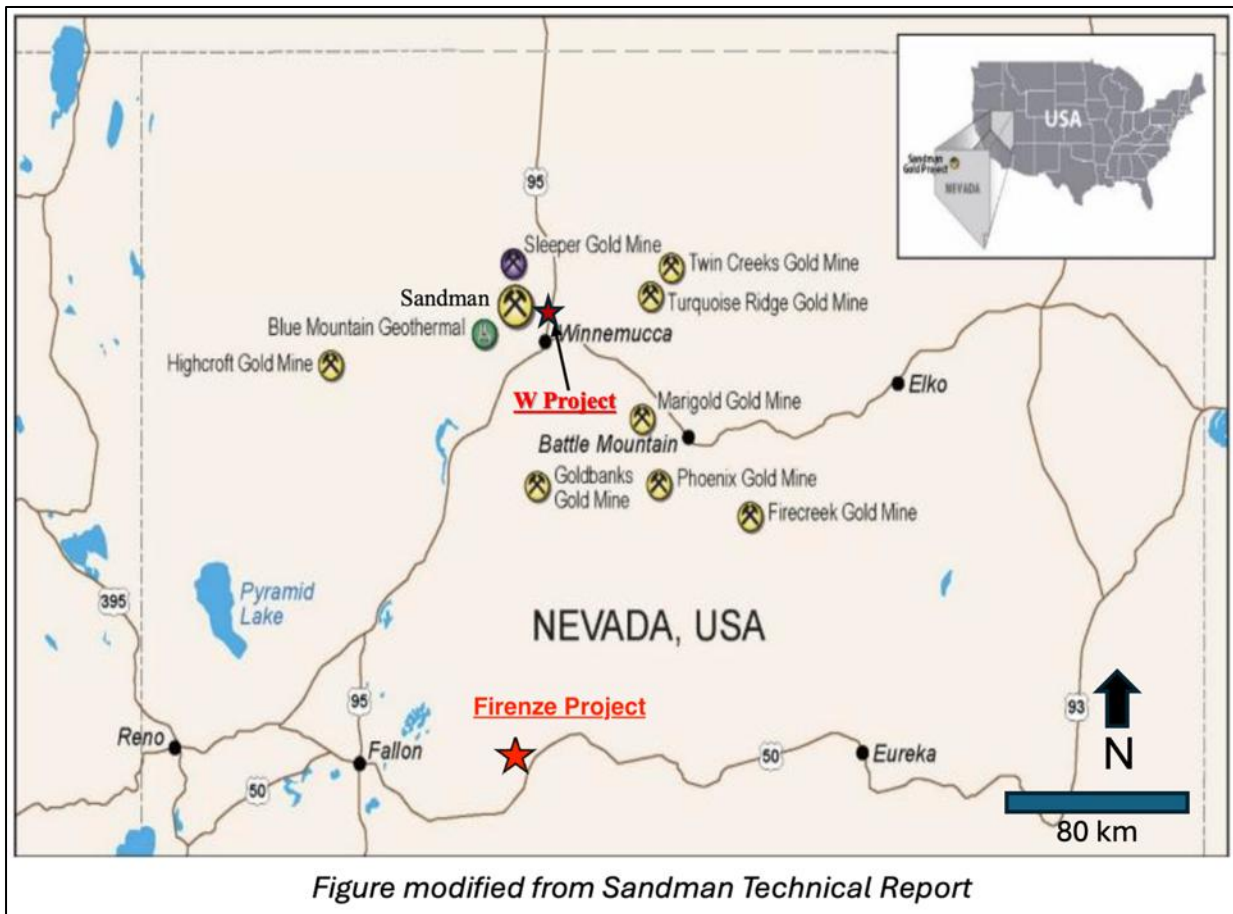 95
USA
Sandman
Gold Project
NEVADA
Sleeper Gold Mine
Twin Creeks Gold Mine
Sandman
Turquoise Ridge Gold Mine
Blue Mountain Geothermal
Winnemucca
Highcroft Gold Mine
W Project
Elko
Marigold Gold Mine
Battle Mountain
Goldbanks
Gold Mine
Phoenix Gold Mine
Firecreek Gold Mine
395
Pyramid
Lake
NEVADA, USA
Firenze Project
95
93
N
Reno
Fallon
50
50
Eureka
80 km
Figure modified from Sandman Technical Report